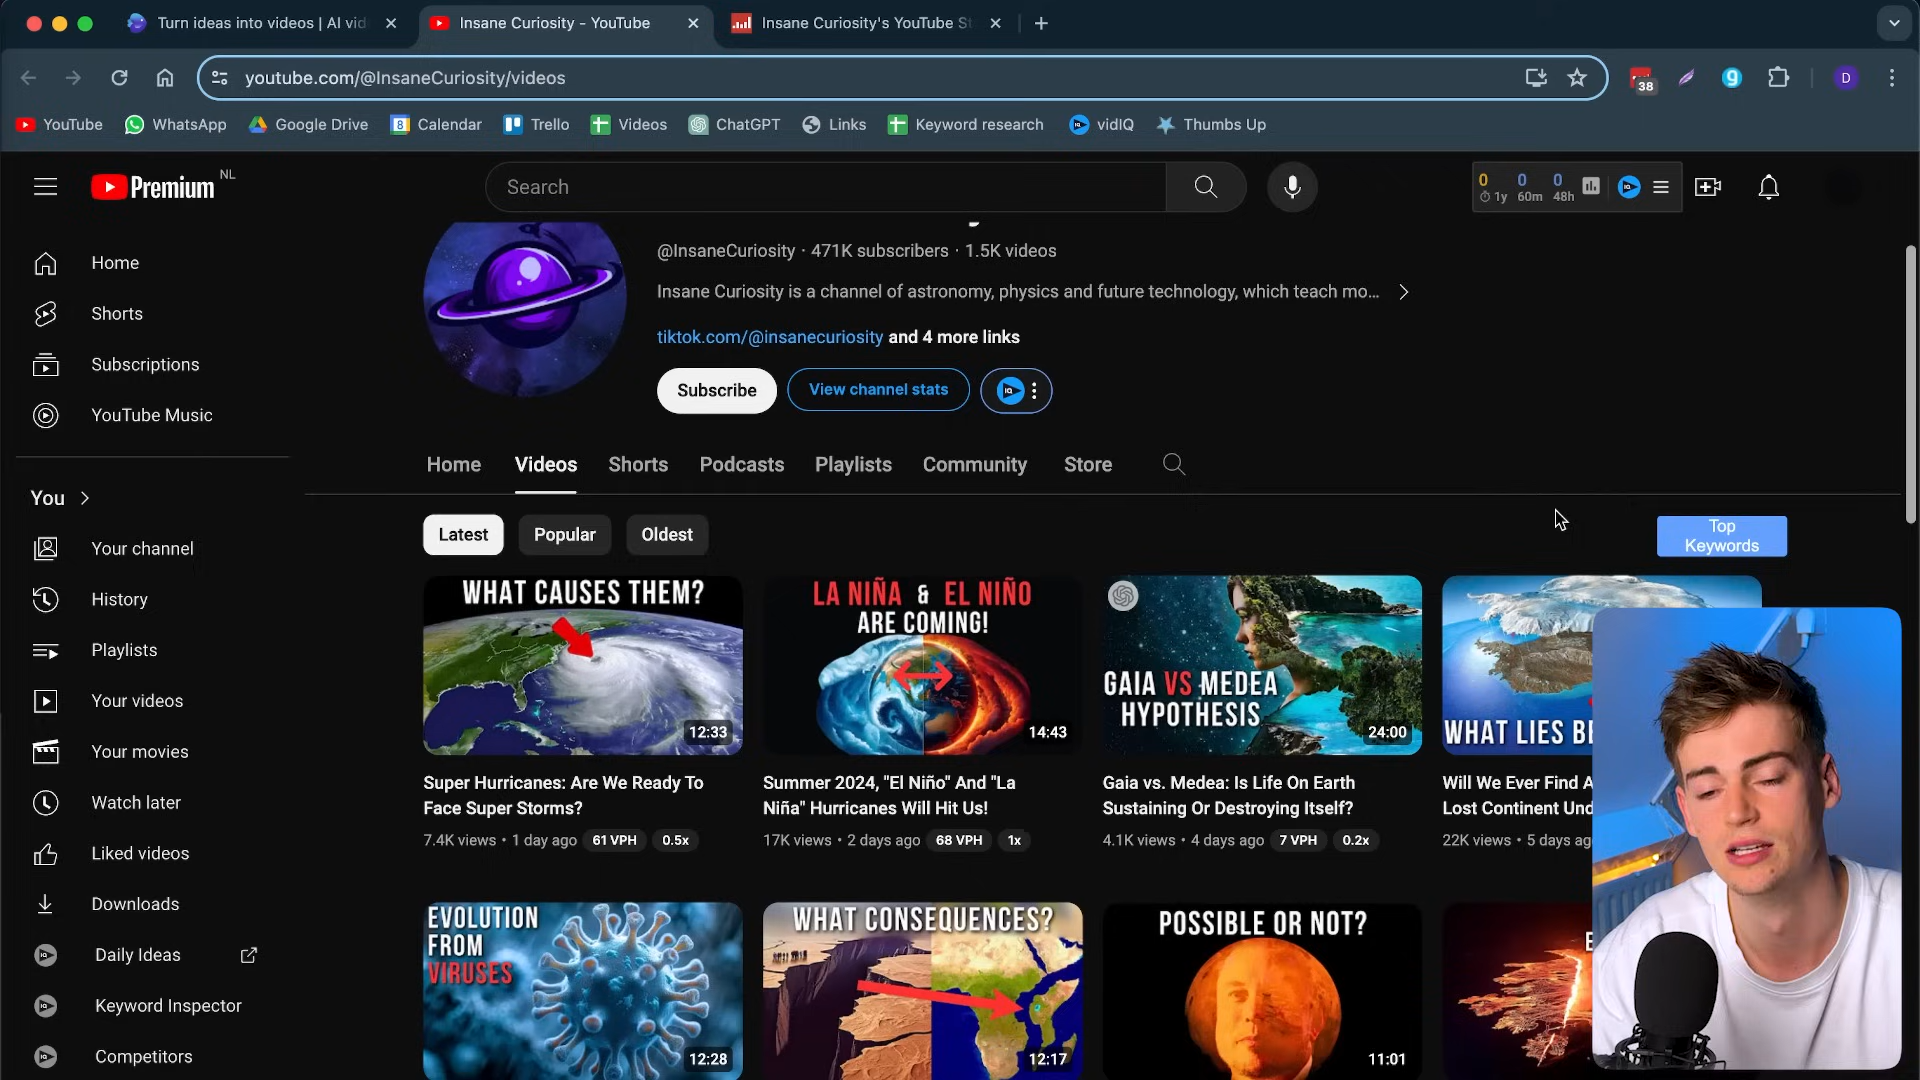 Turn ideas into videos | AI vid
Insane Curiosity - YouTube
Insane Curiosity's YouTube St
youtube.com/@InsaneCuriosity/videos
38
D
YouTube
WhatsApp
Google Drive
8
Calendar
Trello
Videos
ChatGPT
Links
Keyword research
vidIQ
Thumbs Up
Premium
NL
Search
0
1y
0
60m
0
48h
IQ
Home
Shorts
Subscriptions
YouTube Music
You
Your channel
History
Playlists
Your videos
Your movies
Watch later
Liked videos
Downloads
Daily Ideas
Keyword Inspector
Competitors
@InsaneCuriosity · 471K subscribers · 1.5K videos
Insane Curiosity is a channel of astronomy, physics and future technology, which teach mo...
tiktok.com/@insanecuriosity and 4 more links
Subscribe
View channel stats
IQ
Home
Videos
Shorts
Podcasts
Playlists
Community
Store
Latest
Popular
Oldest
Top
Keywords
WHAT CAUSES THEM?
12:33
Super Hurricanes: Are We Ready To
Face Super Storms?
7.4K views • 1 day ago
61 VPH
0.5x
LA NIÑA & EL NIÑO
ARE COMING!
14:43
Summer 2024, "El Niño" And "La
Niña" Hurricanes Will Hit Us!
17K views • 2 days ago
68 VPH
1x
GAIA VS MEDEA
HYPOTHESIS
24:00
Gaia vs. Medea: Is Life On Earth
Sustaining Or Destroying Itself?
4.1K views • 4 days ago
7 VPH
0.2x
WHAT LIES BE
Will We Ever Find A
Lost Continent Und
22K views • 5 days ag
EVOLUTION
FROM
VIRUSES
12:28
WHAT CONSEQUENCES?
12:17
POSSIBLE OR NOT?
11:01
E